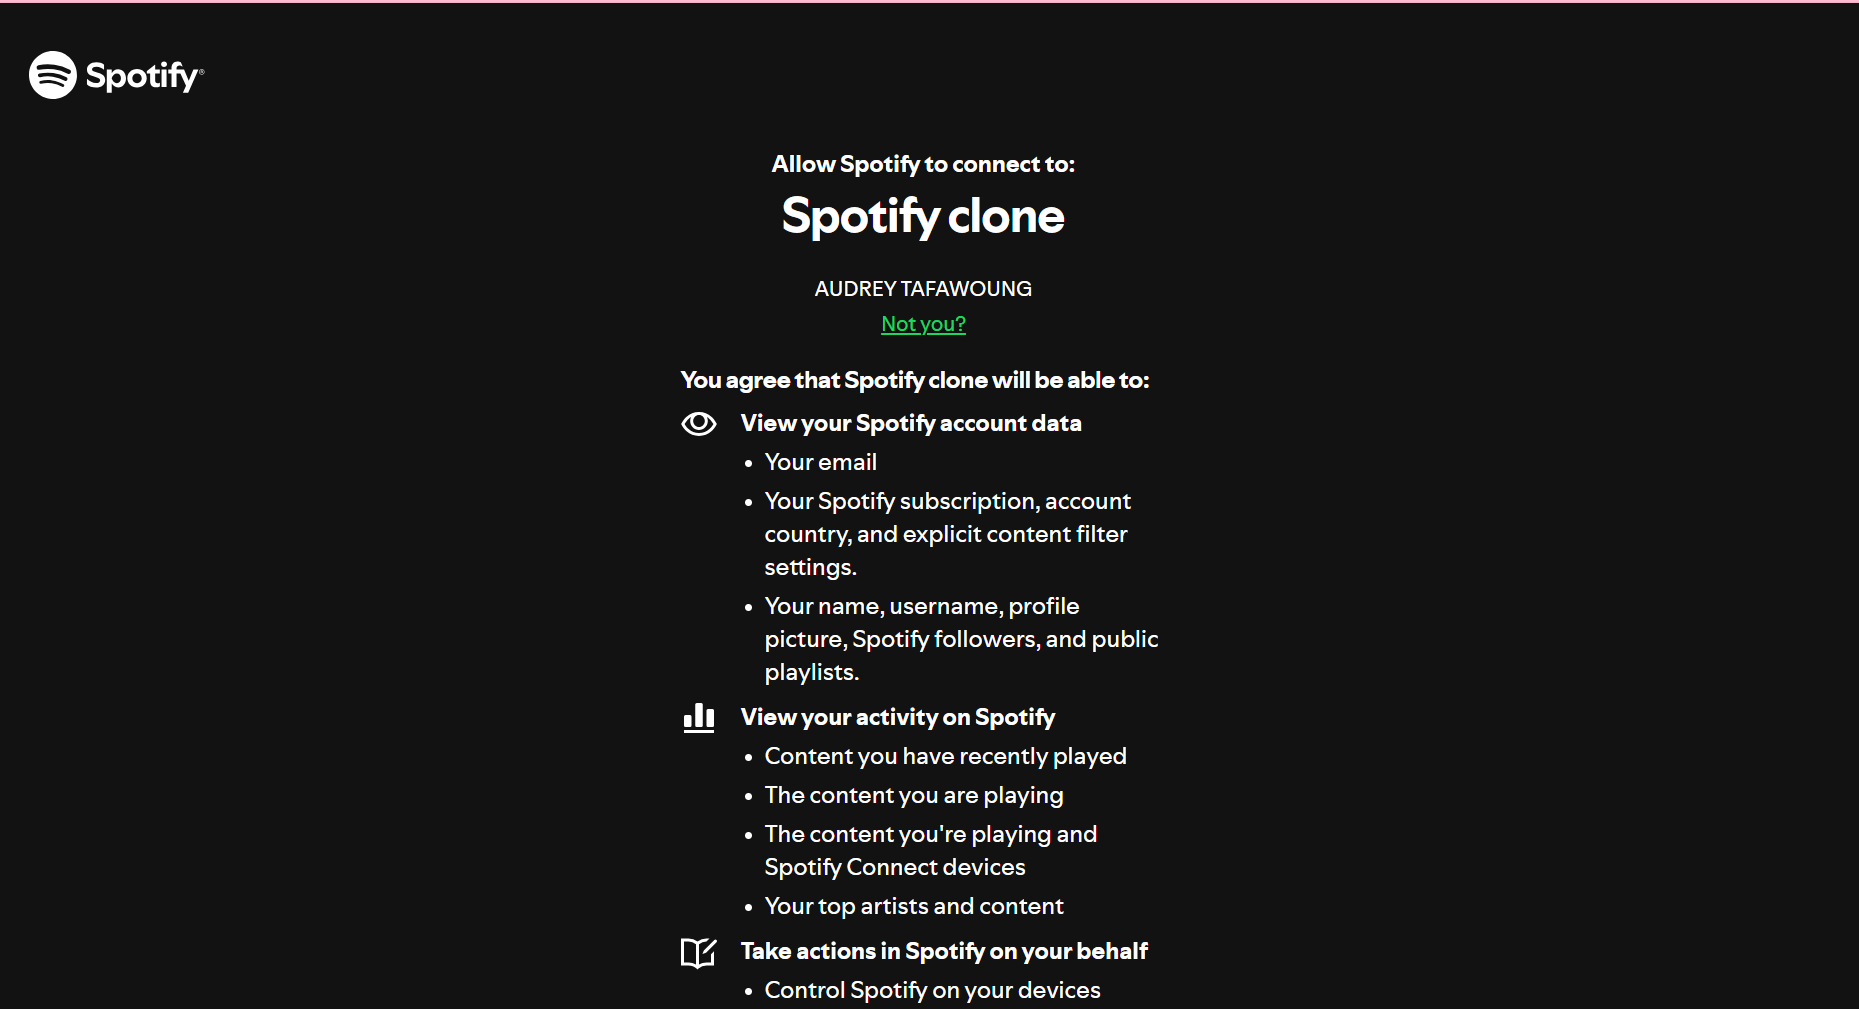 Spotify®
Allow Spotify to connect to:
Spotify clone
AUDREY TAFAWOUNG
Not you?
You agree that Spotify clone will be able to:
View your Spotify account data
• Your email
• Your Spotify subscription, account
country, and explicit content filter
settings.
• Your name, username, profile
picture, Spotify followers, and public
playlists.
View your activity on Spotify
• Content you have recently played
• The content you are playing
• The content you're playing and
Spotify Connect devices
• Your top artists and content
Take actions in Spotify on your behalf
• Control Spotify on your devices